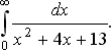 ∫₀^∞ dx / (x² + 4x + 13).